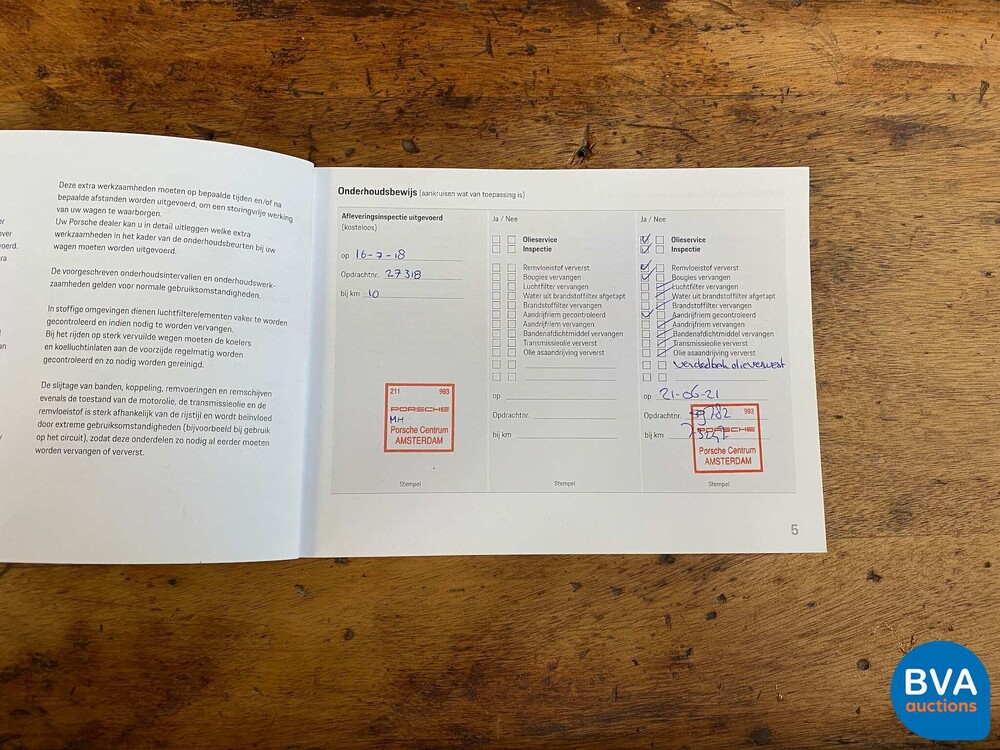 Deze extra werkzaamheden moeten op bepaalde tijden en/of na
bepaalde afstanden worden uitgevoerd, om een storingvrije werking
van uw wagen te waarborgen.
Uw Porsche dealer kan u in detail uitleggen welke extra
werkzaamheden in het kader van de onderhoudsbeurten bij uw
wagen moeten worden uitgevoerd.
De voorgeschreven onderhoudsintervallen en onderhoudswerk-
zaamheden gelden voor normale gebruiksomstandigheden.
In stoffige omgevingen dienen luchtfilterelementen vaker te worden
gecontroleerd en indien nodig te worden vervangen.
Bij het rijden op sterk vervuilde wegen moeten de koelers
en koelluchtinlaten aan de voorzijde regelmatig worden
gecontroleerd en zo nodig worden gereinigd.
De slijtage van banden, koppeling, remvoeringen en remschijven
evenals de toestand van de motorolie, de transmissieolie en de
remvloeistof is sterk afhankelijk van de rijstijl en wordt beïnvloed
door extreme gebruiksomstandigheden (bijvoorbeeld bij gebruik
op het circuit), zodat deze onderdelen zo nodig al eerder moeten
worden vervangen of ververst.
Onderhoudsbewijs (aankruisen wat van toepassing is)
Afleveringsinspectie uitgevoerd
(kosteloos)
op 16-7-18
Opdrachtnr. 27318
bij km 10
211 993
PORSCHE
MH
Porsche Centrum
AMSTERDAM
Stempel
Ja / Nee
Olieservice
Inspectie
Remvloeistof ververst
Bougies vervangen
Luchtfilter vervangen
Water uit brandstoffilter afgetapt
Brandstoffilter vervangen
Aandrijfriem gecontroleerd
Aandrijfriem vervangen
Bandenafdichtmiddel vervangen
Transmissieolie ververst
Olie asaandrijving ververst
op
Opdrachtnr.
bij km
Stempel
Ja / Nee
Olieservice
Inspectie
Remvloeistof ververst
Bougies vervangen
Luchtfilter vervangen
Water uit brandstoffilter afgetapt
Brandstoffilter vervangen
Aandrijfriem gecontroleerd
Aandrijfriem vervangen
Bandenafdichtmiddel vervangen
Transmissieolie ververst
Olie asaandrijving ververst
op 21-06-21
Opdrachtnr.
993
bij km
PORSCHE
Porsche Centrum
AMSTERDAM
Stempel
5
BVA
auctions